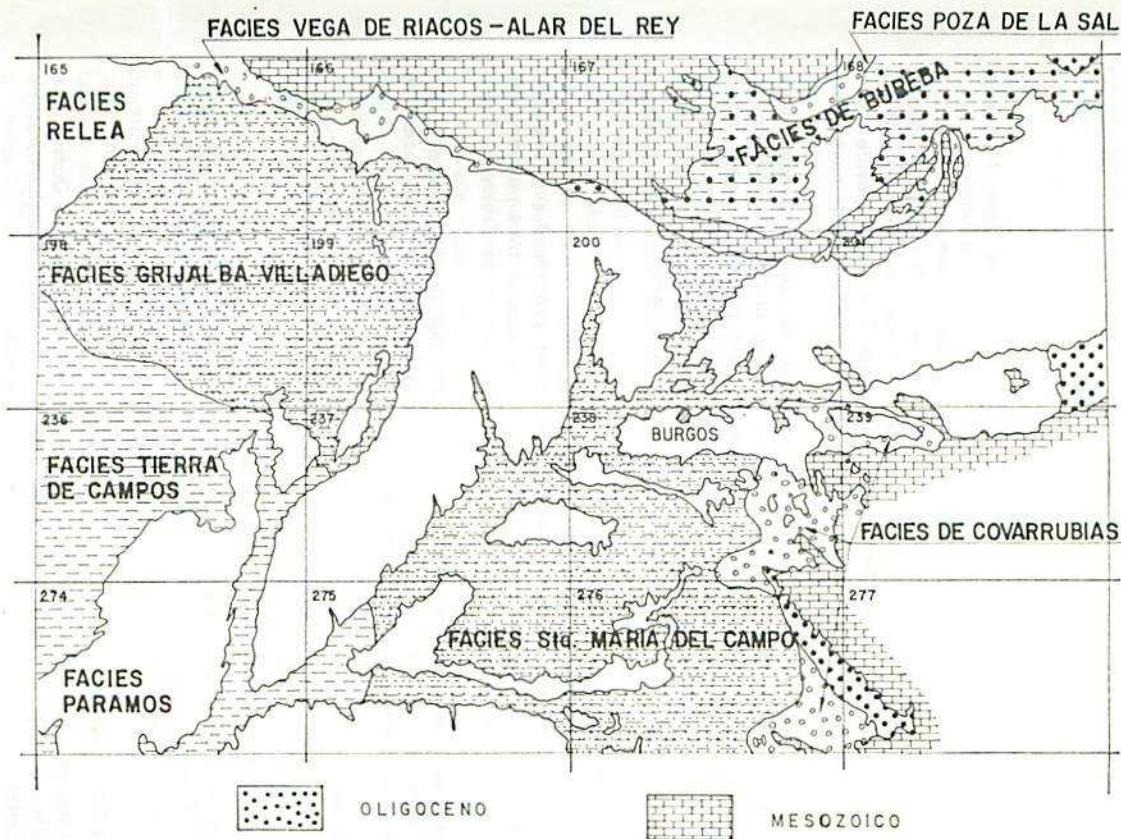 FACIES VEGA DE RIACOS-ALAR DEL REY
FACIES POZA DE LA SAL
165
166
167
168
FACIES
RELEA
FACIES DE BUREBA
198
199
200
201
FACIES GRIJALBA VILLADIEGO
236
237
238
239
BURGOS
FACIES TIERRA
DE CAMPOS
FACIES DE COVARRUBIAS
274
275
276
277
FACIES Sta. MARIA DEL CAMPO
FACIES
PARAMOS
OLIGOCENO
MESOZOICO